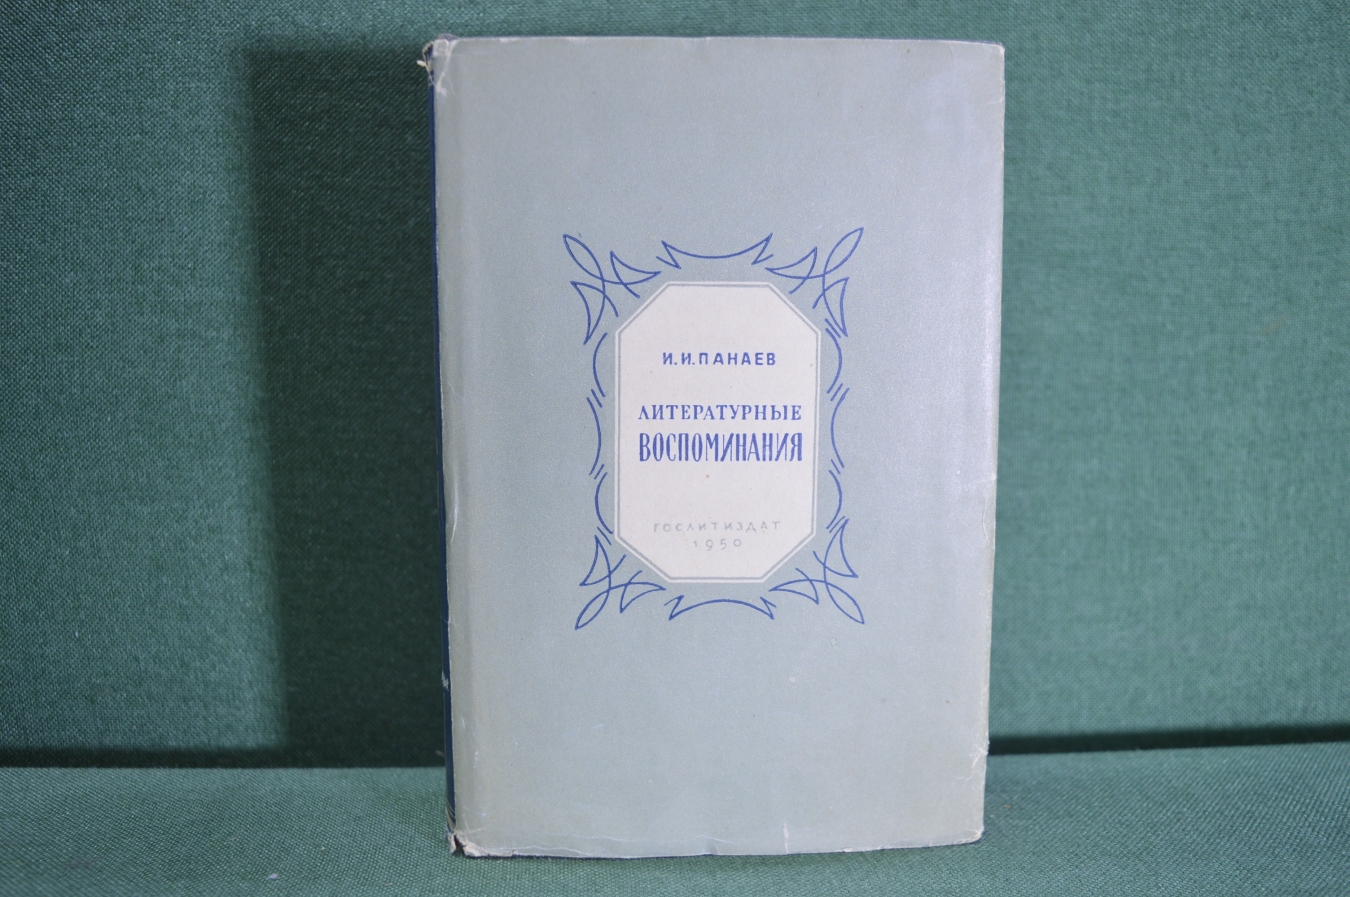 И.И.ПАНАЕВ
ЛИТЕРАТУРНЫЕ
ВОСПОМИНАНИЯ
ГОСЛИТИЗДАТ
1950